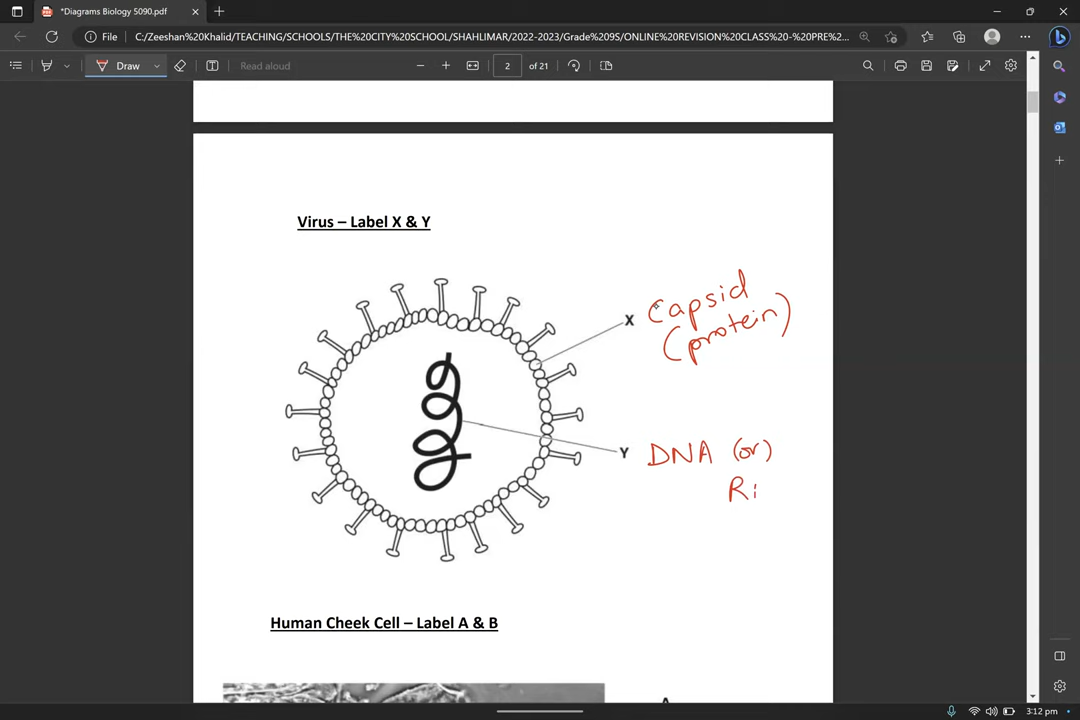 *Diagrams Biology 5090.pdf
File
C:/Zeeshan%20Khalid/TEACHING/SCHOOLS/THE%20CITY%20SCHOOL/SHAHLIMAR/2022-2023/Grade%209S/ONLINE%20REVISION%20CLASS%20-%20PRE%...
Draw
Read aloud
2
of 21
Virus – Label X & Y
X
capsid
(protein)
Y
DNA (or)
Human Cheek Cell – Label A & B
A
3:12 pm